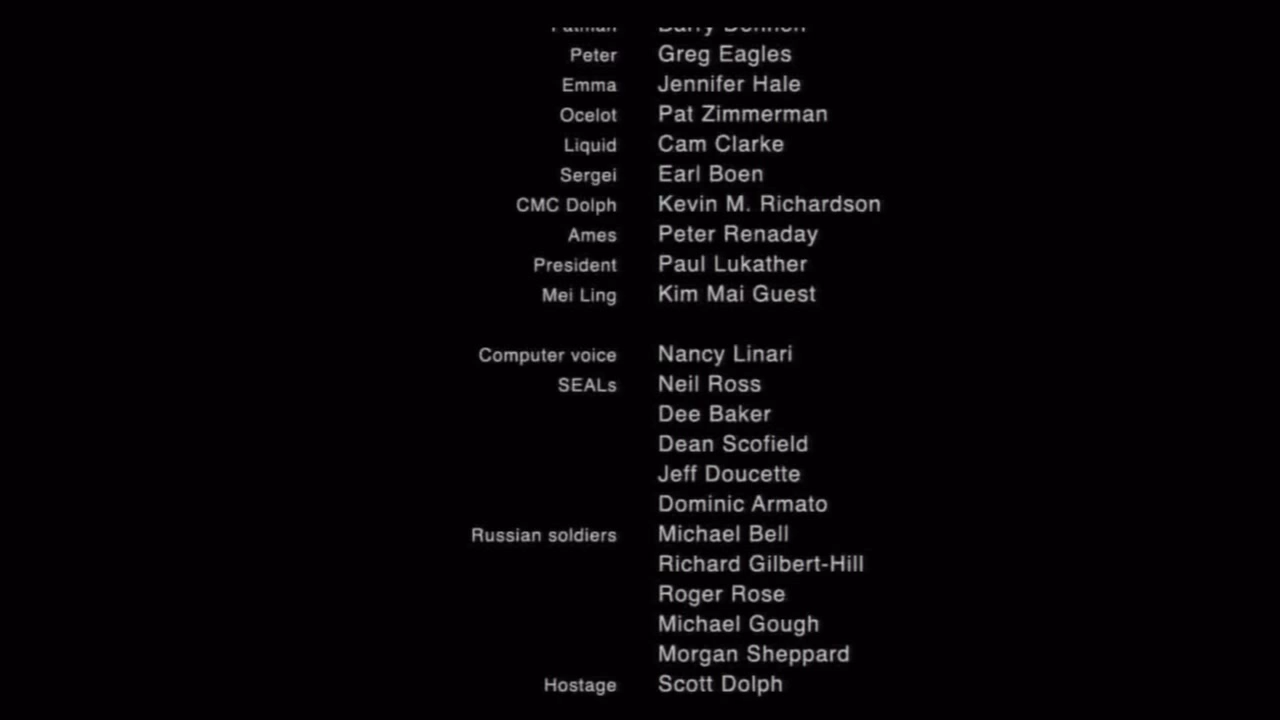 Fatman Barry Dennen
Peter Greg Eagles
Emma Jennifer Hale
Ocelot Pat Zimmerman
Liquid Cam Clarke
Sergei Earl Boen
CMC Dolph Kevin M. Richardson
Ames Peter Renaday
President Paul Lukather
Mei Ling Kim Mai Guest
Computer voice Nancy Linari
SEALs Neil Ross
Dee Baker
Dean Scofield
Jeff Doucette
Dominic Armato
Russian soldiers Michael Bell
Richard Gilbert-Hill
Roger Rose
Michael Gough
Morgan Sheppard
Hostage Scott Dolph